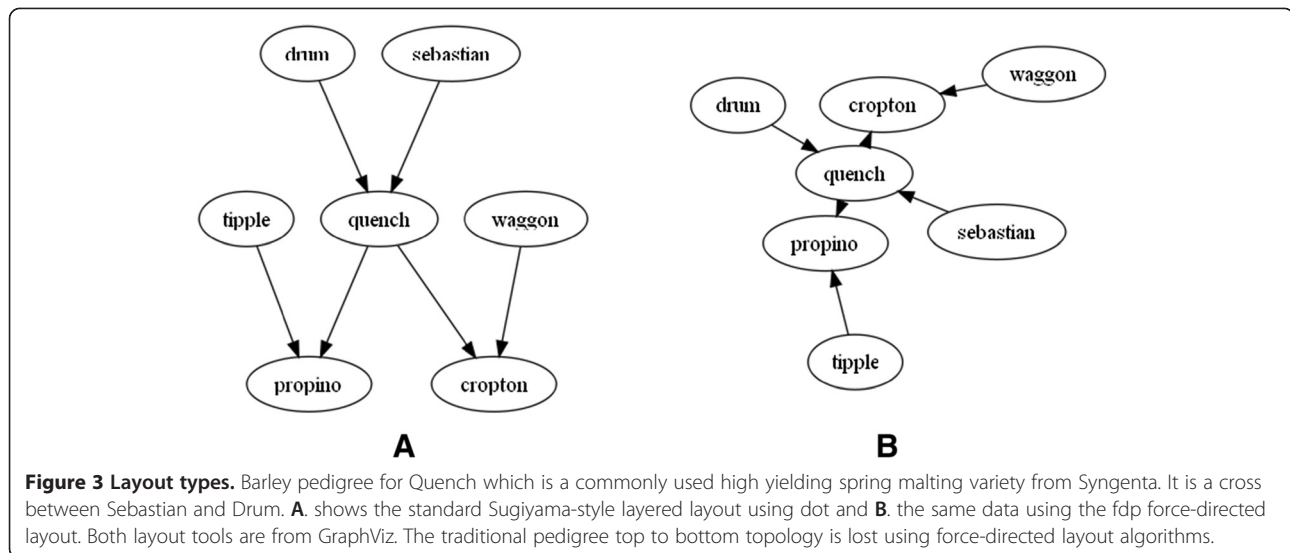 drum
sebastian
tipple
quench
waggon
propino
cropton
A
waggon
drum
cropton
quench
sebastian
propino
tipple
B
Figure 3 Layout types. Barley pedigree for Quench which is a commonly used high yielding spring malting variety from Syngenta. It is a cross
between Sebastian and Drum. A. shows the standard Sugiyama-style layered layout using dot and B. the same data using the fdp force-directed
layout. Both layout tools are from GraphViz. The traditional pedigree top to bottom topology is lost using force-directed layout algorithms.